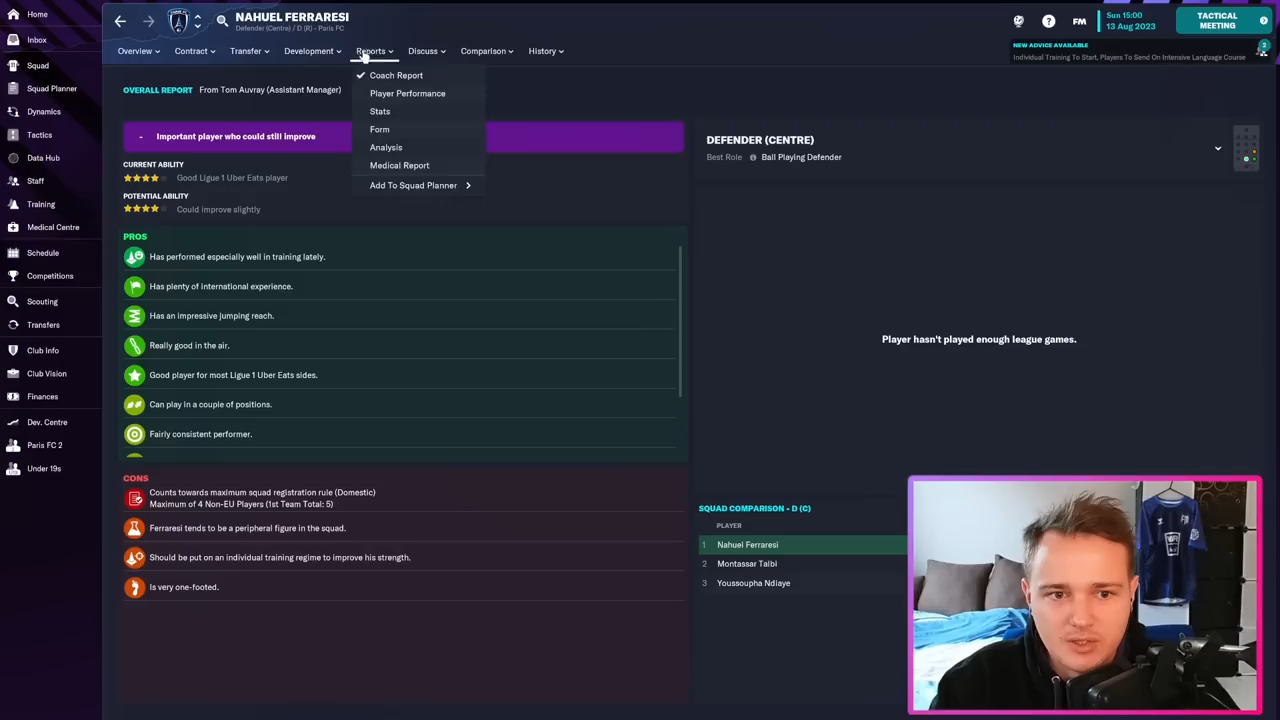 Home
Inbox
Squad
Squad Planner
Dynamics
Tactics
Data Hub
Staff
Training
Medical Centre
Schedule
Competitions
Scouting
Transfers
Club Info
Club Vision
Finances
Dev. Centre
Paris FC 2
Under 19s
NAHUEL FERRARESI
Defender (Centre) / D (R) - Paris FC
FM
Sun 15:00
13 Aug 2023
TACTICAL
MEETING
Overview
Contract
Transfer
Development
Reports
Discuss
Comparison
History
NEW ADVICE AVAILABLE
2
Individual Training To Start, Players To Send On Intensive Language Course
Coach Report
Player Performance
Stats
Form
Analysis
Medical Report
Add To Squad Planner
OVERALL REPORT From Tom Auvray (Assistant Manager)
- Important player who could still improve
CURRENT ABILITY
Good Ligue 1 Uber Eats player
POTENTIAL ABILITY
Could improve slightly
PROS
Has performed especially well in training lately.
Has plenty of international experience.
Has an impressive jumping reach.
Really good in the air.
Good player for most Ligue 1 Uber Eats sides.
Can play in a couple of positions.
Fairly consistent performer.
CONS
Counts towards maximum squad registration rule (Domestic)
Maximum of 4 Non-EU Players (1st Team Total: 5)
Ferraresi tends to be a peripheral figure in the squad.
Should be put on an individual training regime to improve his strength.
Is very one-footed.
DEFENDER (CENTRE)
Best Role Ball Playing Defender
Player hasn't played enough league games.
SQUAD COMPARISON - D (C)
PLAYER
1 Nahuel Ferraresi
2 Montassar Talbi
3 Youssoupha Ndiaye